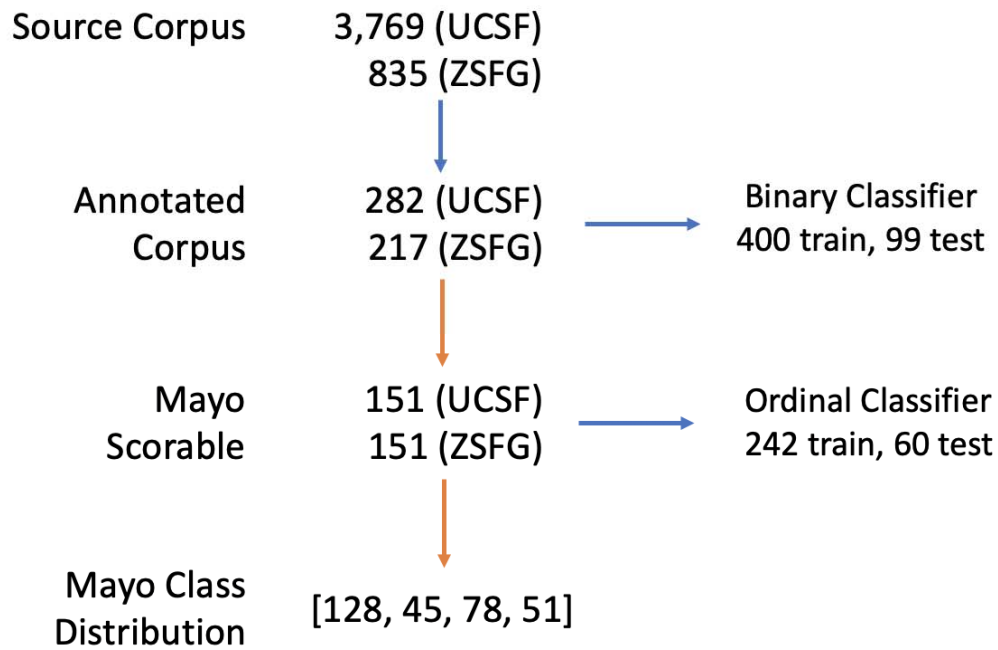 Source Corpus 3,769 (UCSF)
835 (ZSFG)
Annotated 282 (UCSF) Binary Classifier
Corpus 217 (ZSFG) 400 train, 99 test
Mayo 151 (UCSF) Ordinal Classifier
Scorable 151 (ZSFG) 242 train, 60 test
Mayo Class
Distribution [128, 45, 78, 51]